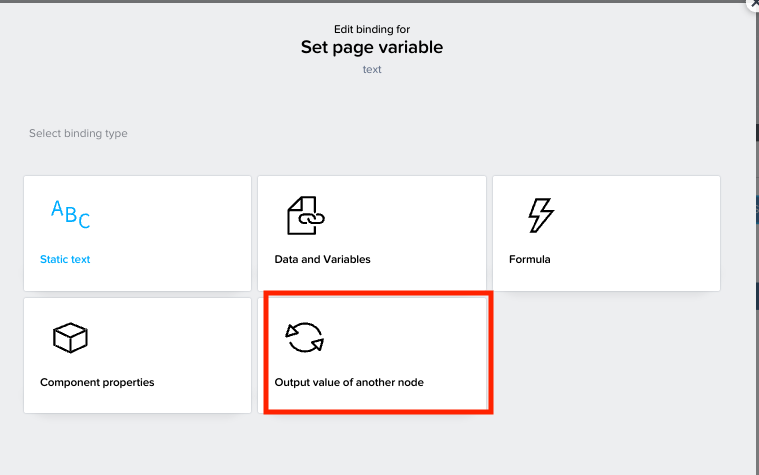 Edit binding for
Set page variable
text
Select binding type
ABC
Static text
Data and Variables
Formula
Component properties
Output value of another node